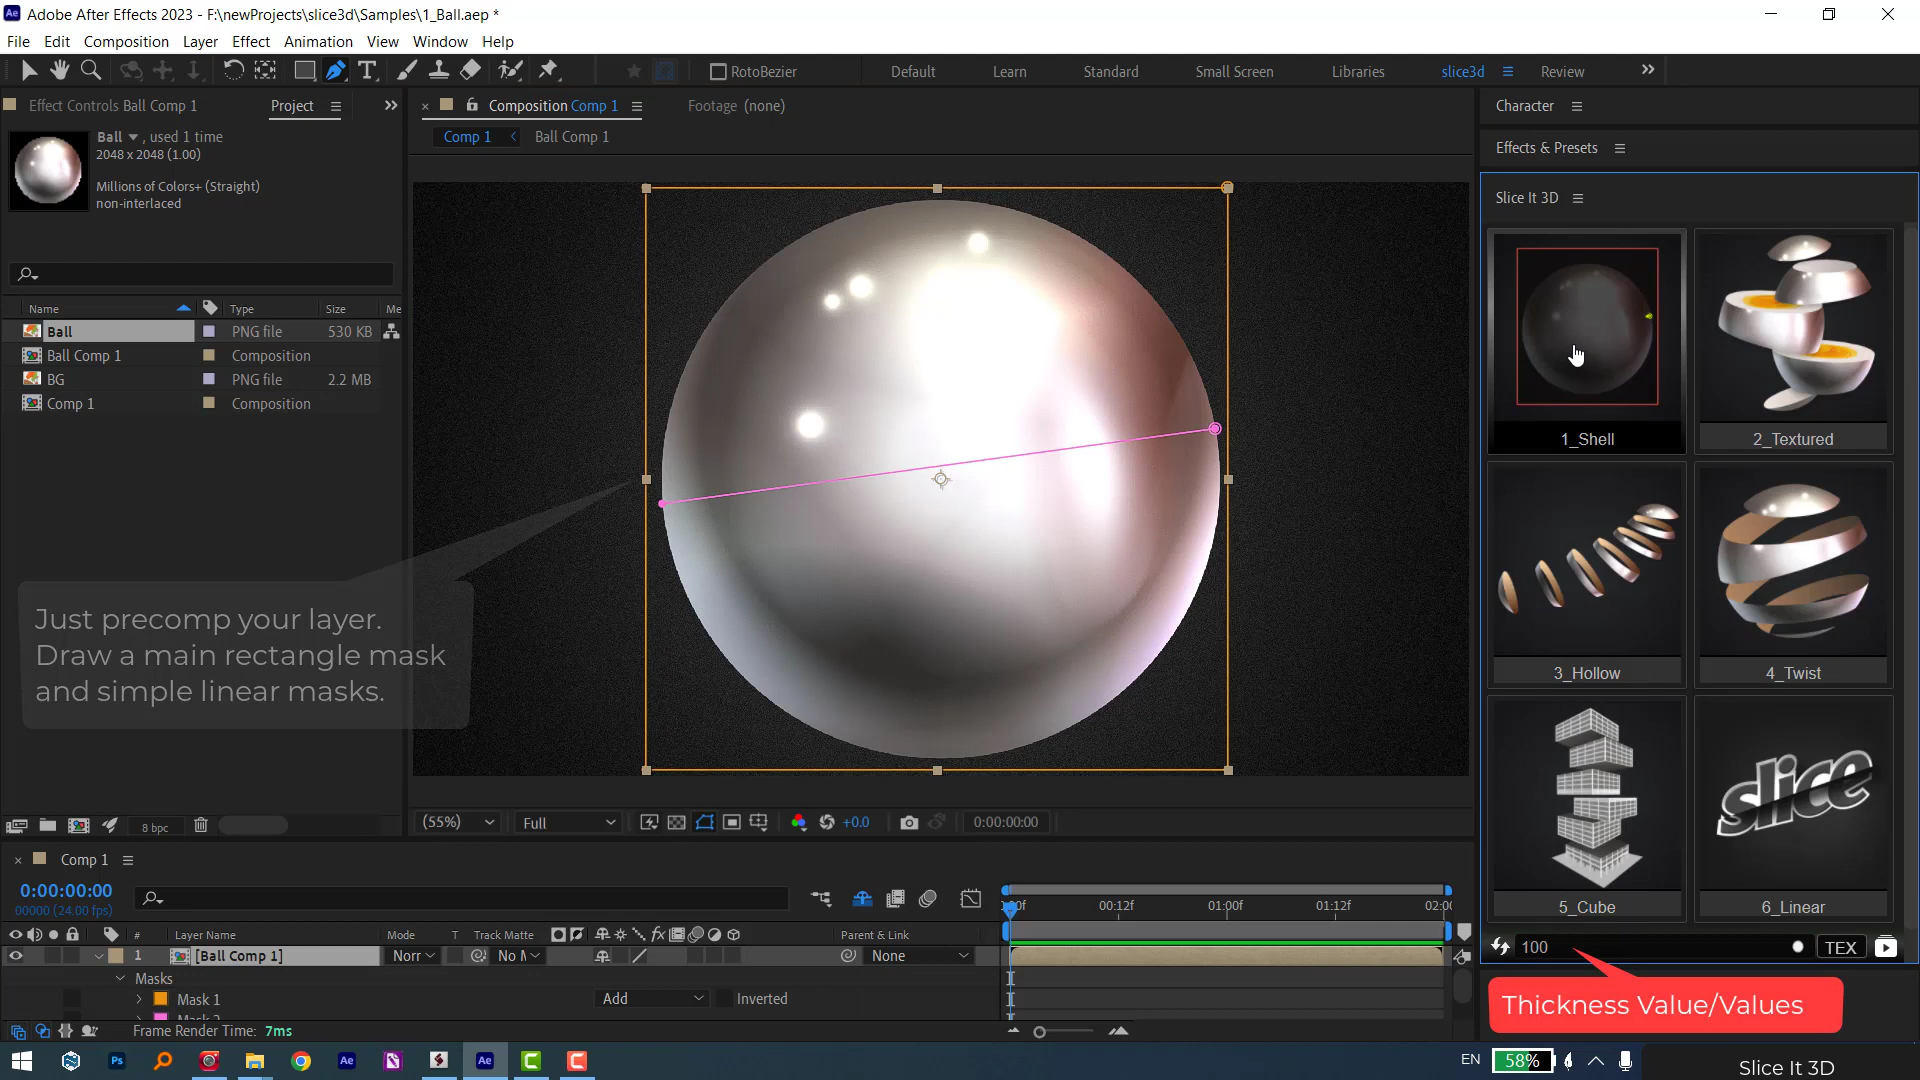 Adobe After Effects 2023 - F:\newProjects\slice3d\Samples\1_Ball.aep *
File Edit Composition Layer Effect Animation View Window Help
RotoBezier
Default Learn Standard Small Screen Libraries slice3d Review
Effect Controls Ball Comp 1
Project
Composition Comp 1
Footage (none)
Comp 1
Ball Comp 1
Ball , used 1 time
2048 x 2048 (1.00)
Millions of Colors+ (Straight)
non-interlaced
Name Type Size Me
Ball PNG file 530 KB
Ball Comp 1 Composition
BG PNG file 2.2 MB
Comp 1 Composition
Just precomp your layer.
Draw a main rectangle mask
and simple linear masks.
8 bpc
(55%) Full +0.0 0:00:00:00
Character
Effects & Presets
Slice It 3D
1_Shell
2_Textured
3_Hollow
4_Twist
slice
5_Cube
6_Linear
100
TEX
Thickness Value/Values
Comp 1
0:00:00:00
00000 (24.00 fps)
00:12f 01:00f 01:12f
# Layer Name Mode T Track Matte Parent & Link
1 [Ball Comp 1] Norr No None
Masks
Mask 1 Add Inverted
Frame Render Time: 7ms
Ps
Ae
Ae
EN
58%
Slice It 3D